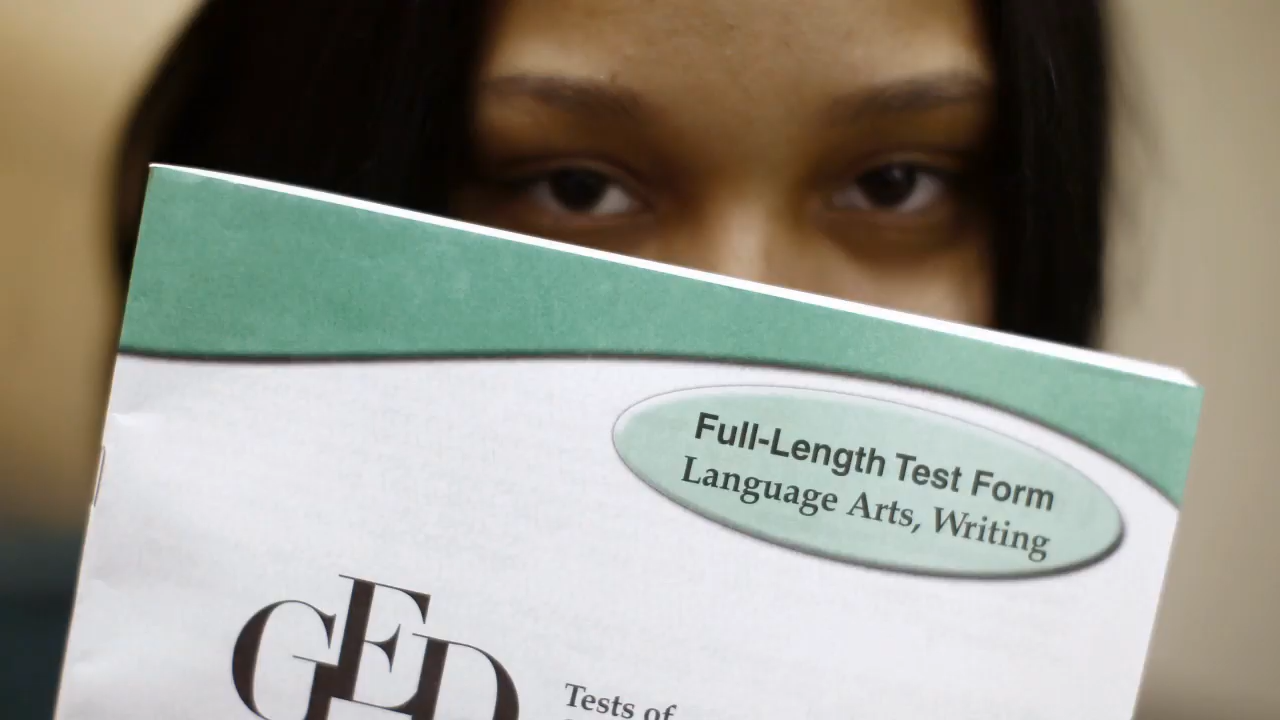 Full-Length Test Form
Language Arts, Writing
GED
Tests of